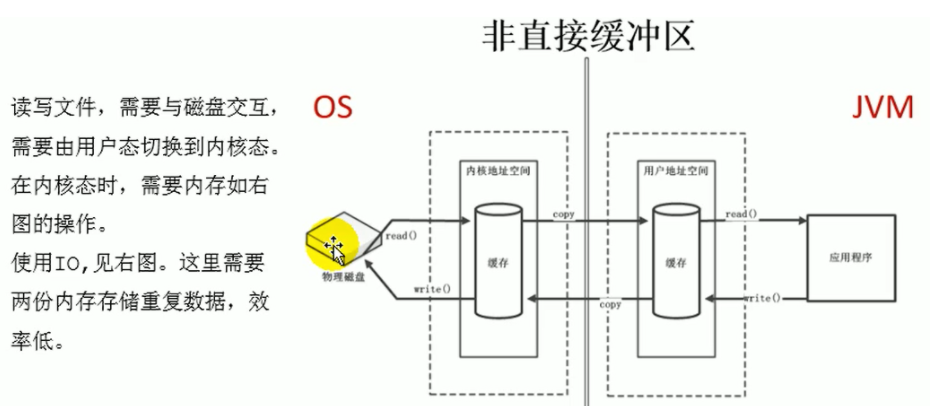 非直接缓冲区
读写文件，需要与磁盘交互，
需要由用户态切换到内核态。
在内核态时，需要内存如右
图的操作。
使用IO,见右图。这里需要
两份内存存储重复数据，效
率低。
OS
JVM
内核地址空间
用户地址空间
copy
read()
read()
缓存
缓存
应用程序
物理磁盘
write()
copy
write()